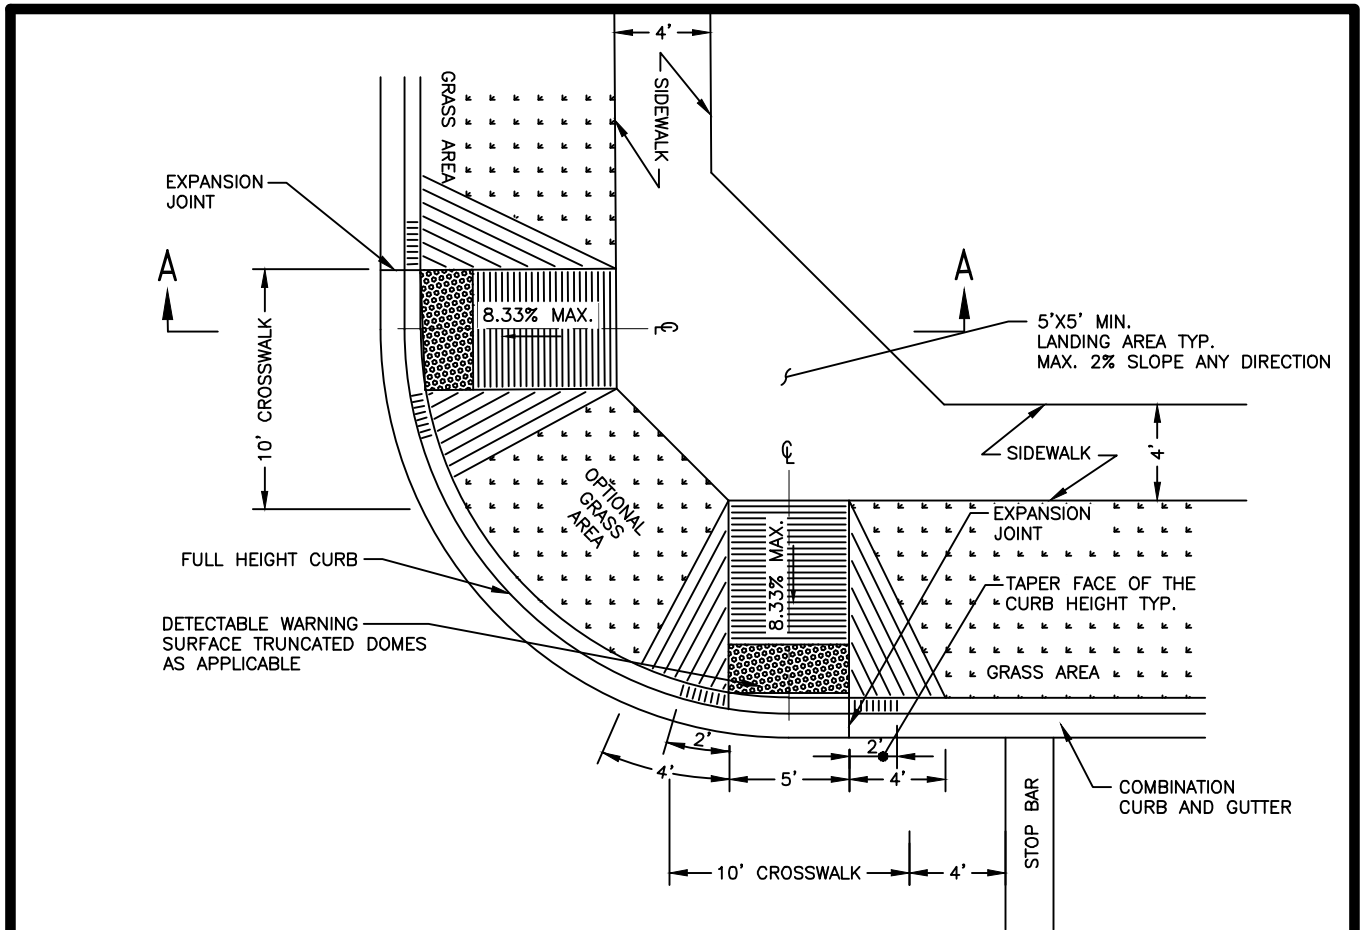 4'
GRASS AREA
SIDEWALK
EXPANSION
JOINT
A
A
8.33% MAX.
℄
5'X5' MIN.
LANDING AREA TYP.
MAX. 2% SLOPE ANY DIRECTION
10' CROSSWALK
℄
SIDEWALK
4'
OPTIONAL
GRASS
AREA
EXPANSION
JOINT
8.33% MAX.
FULL HEIGHT CURB
TAPER FACE OF THE
CURB HEIGHT TYP.
DETECTABLE WARNING
SURFACE TRUNCATED DOMES
AS APPLICABLE
GRASS AREA
2'
2'
4'
5'
4'
COMBINATION
CURB AND GUTTER
STOP BAR
10' CROSSWALK
4'